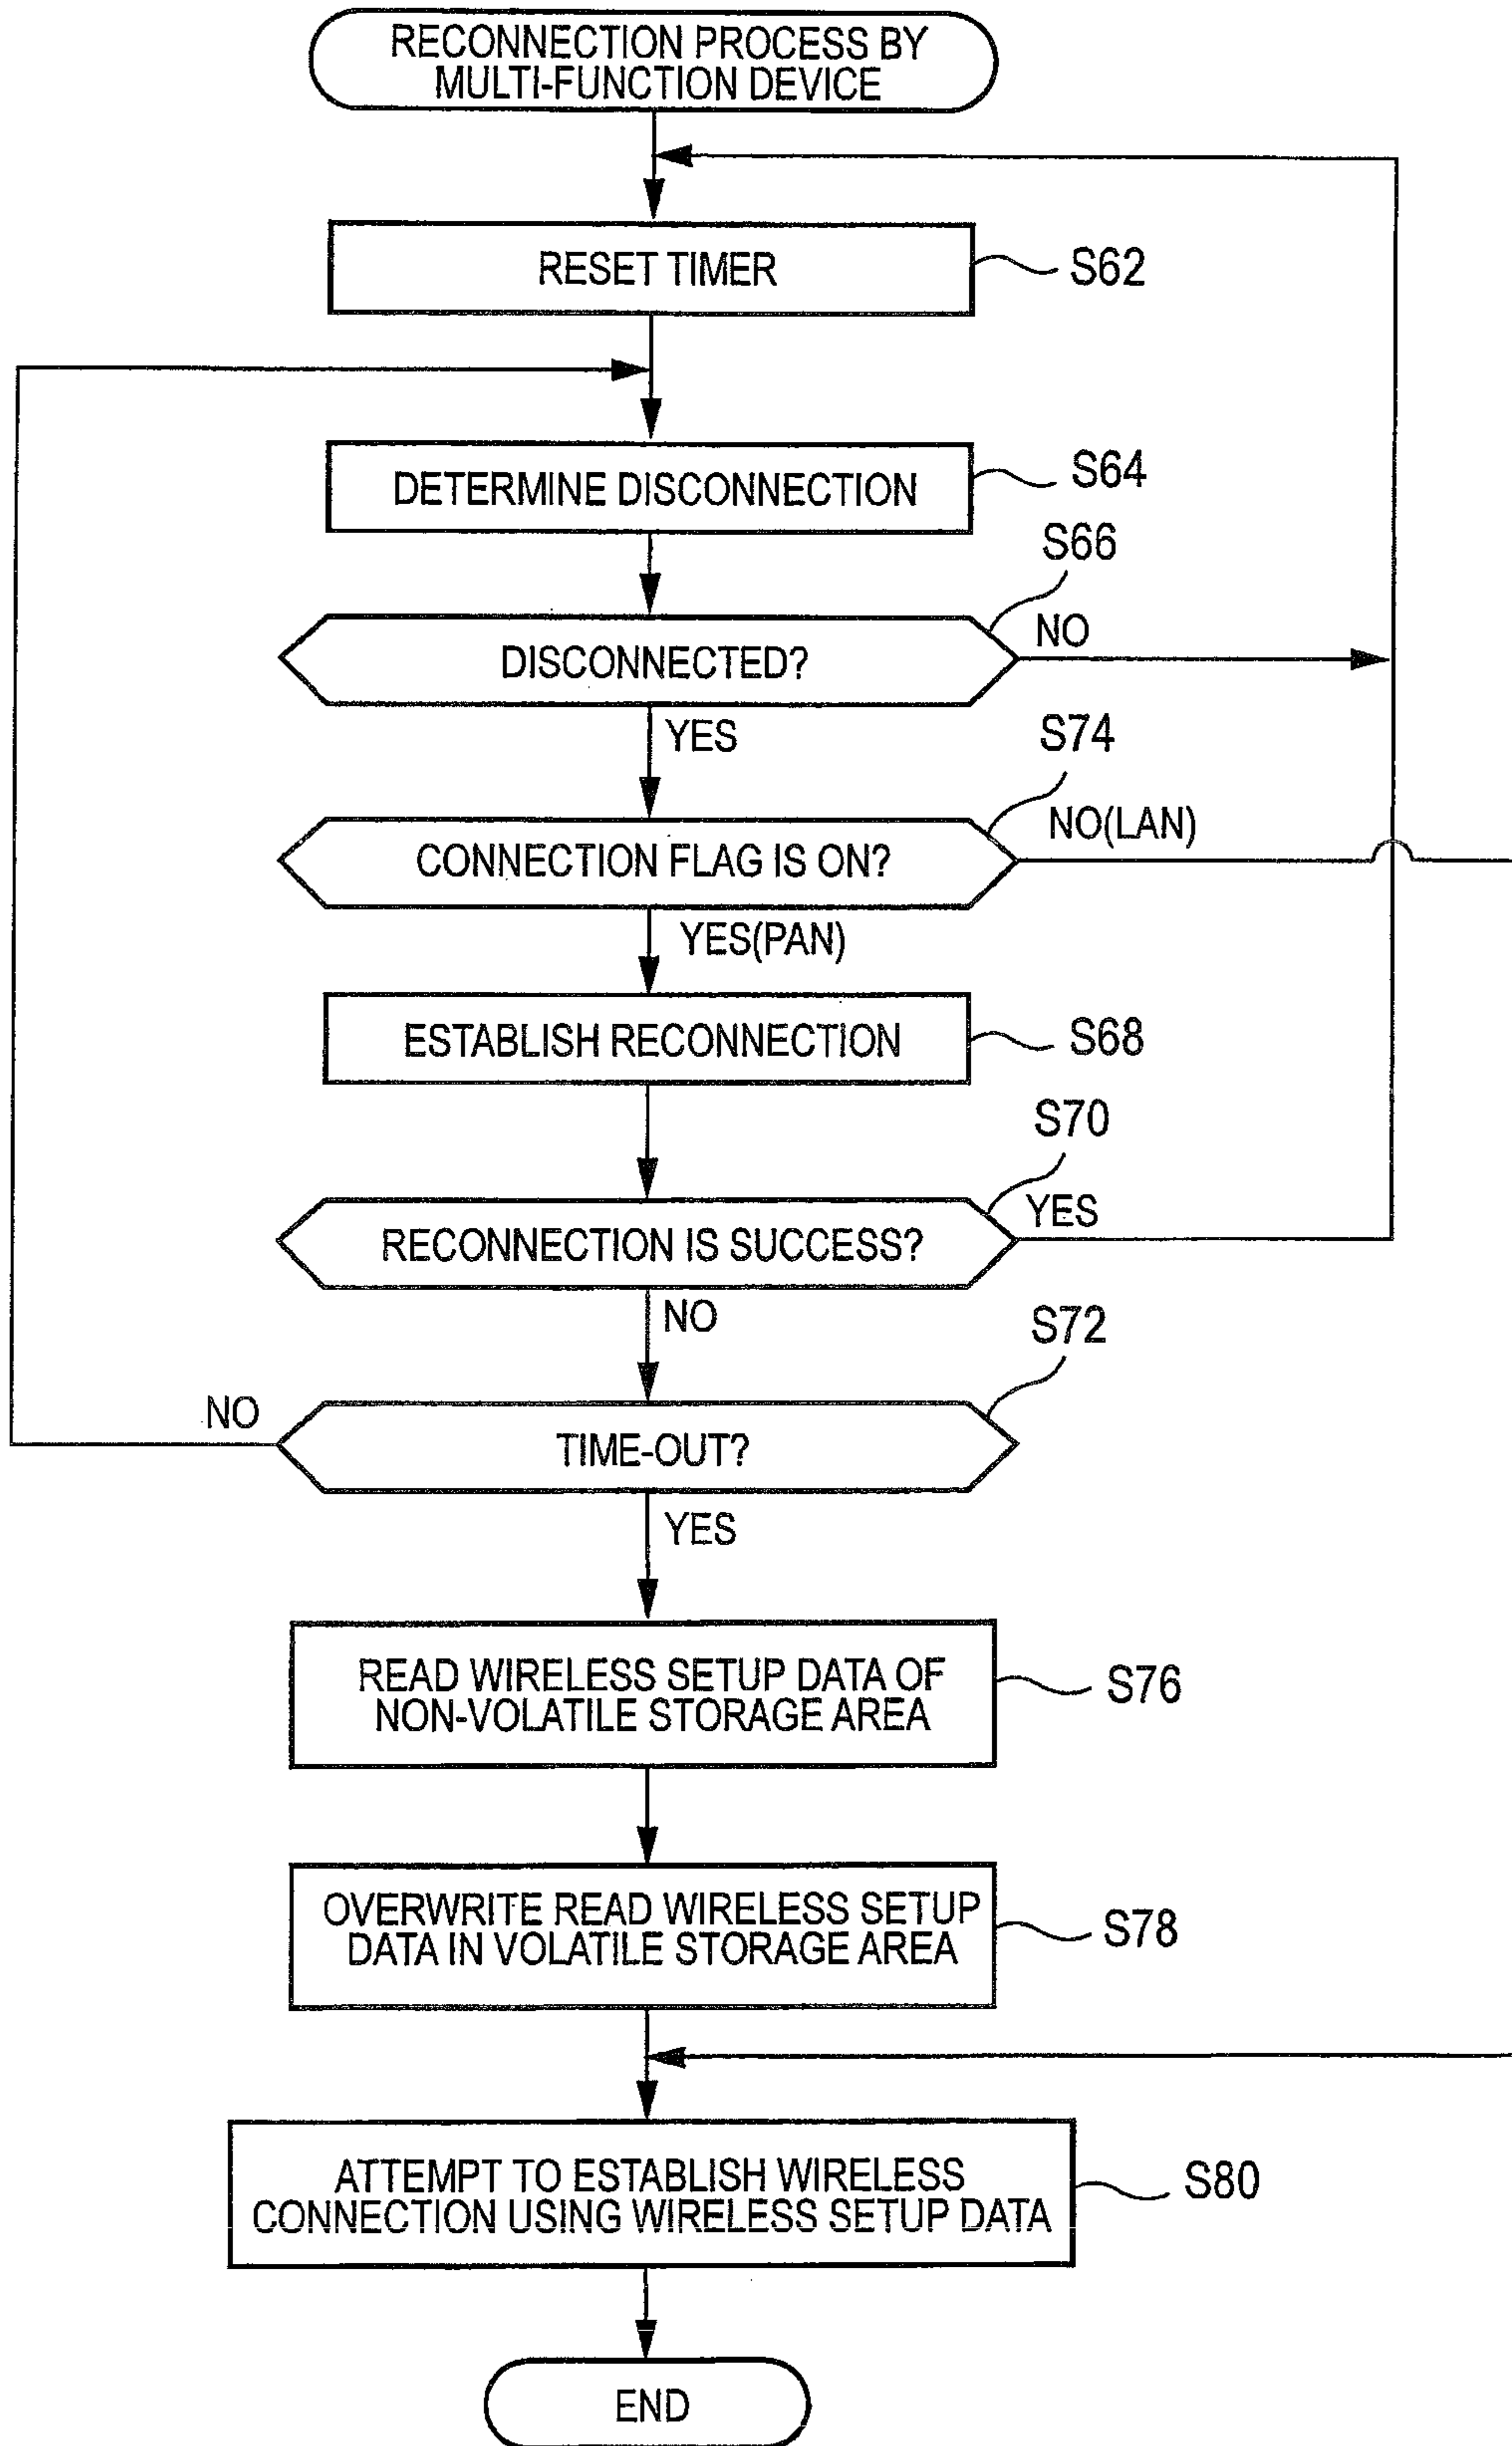 RECONNECTION PROCESS BY
MULTI-FUNCTION DEVICE
RESET TIMER
S62
DETERMINE DISCONNECTION
S64
S66
DISCONNECTED?
NO
YES
S74
CONNECTION FLAG IS ON?
NO(LAN)
YES(PAN)
ESTABLISH RECONNECTION
S68
S70
RECONNECTION IS SUCCESS?
YES
NO
S72
NO
TIME-OUT?
YES
READ WIRELESS SETUP DATA OF
NON-VOLATILE STORAGE AREA
S76
OVERWRITE READ WIRELESS SETUP
DATA IN VOLATILE STORAGE AREA
S78
ATTEMPT TO ESTABLISH WIRELESS
CONNECTION USING WIRELESS SETUP DATA
S80
END